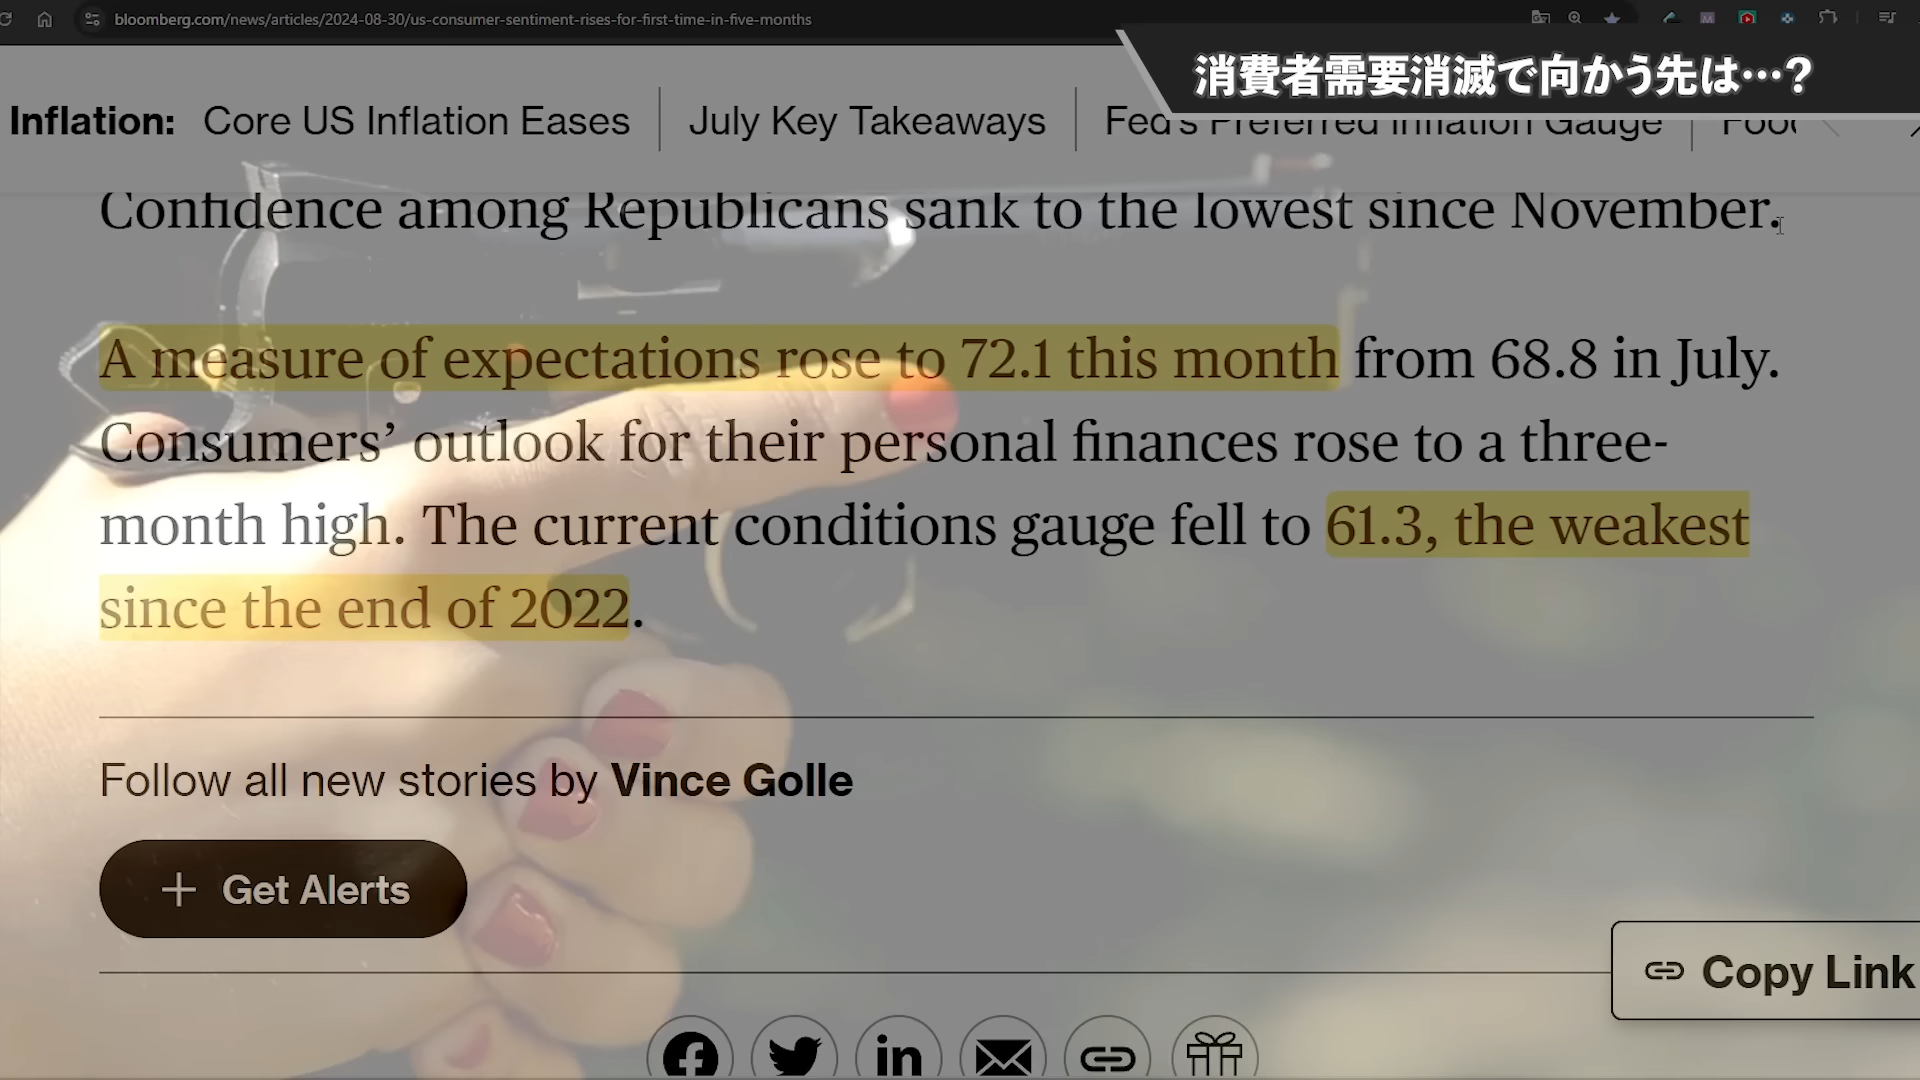 bloomberg.com/news/articles/2024-08-30/us-consumer-sentiment-rises-for-first-time-in-five-months
消費者需要消滅で向かう先は…?
Inflation: Core US Inflation Eases July Key Takeaways Fed's Preferred Inflation Gauge
Confidence among Republicans sank to the lowest since November.
A measure of expectations rose to 72.1 this month from 68.8 in July.
Consumers’ outlook for their personal finances rose to a three-
month high. The current conditions gauge fell to 61.3, the weakest
since the end of 2022.
Follow all new stories by Vince Golle
+ Get Alerts
Copy Link